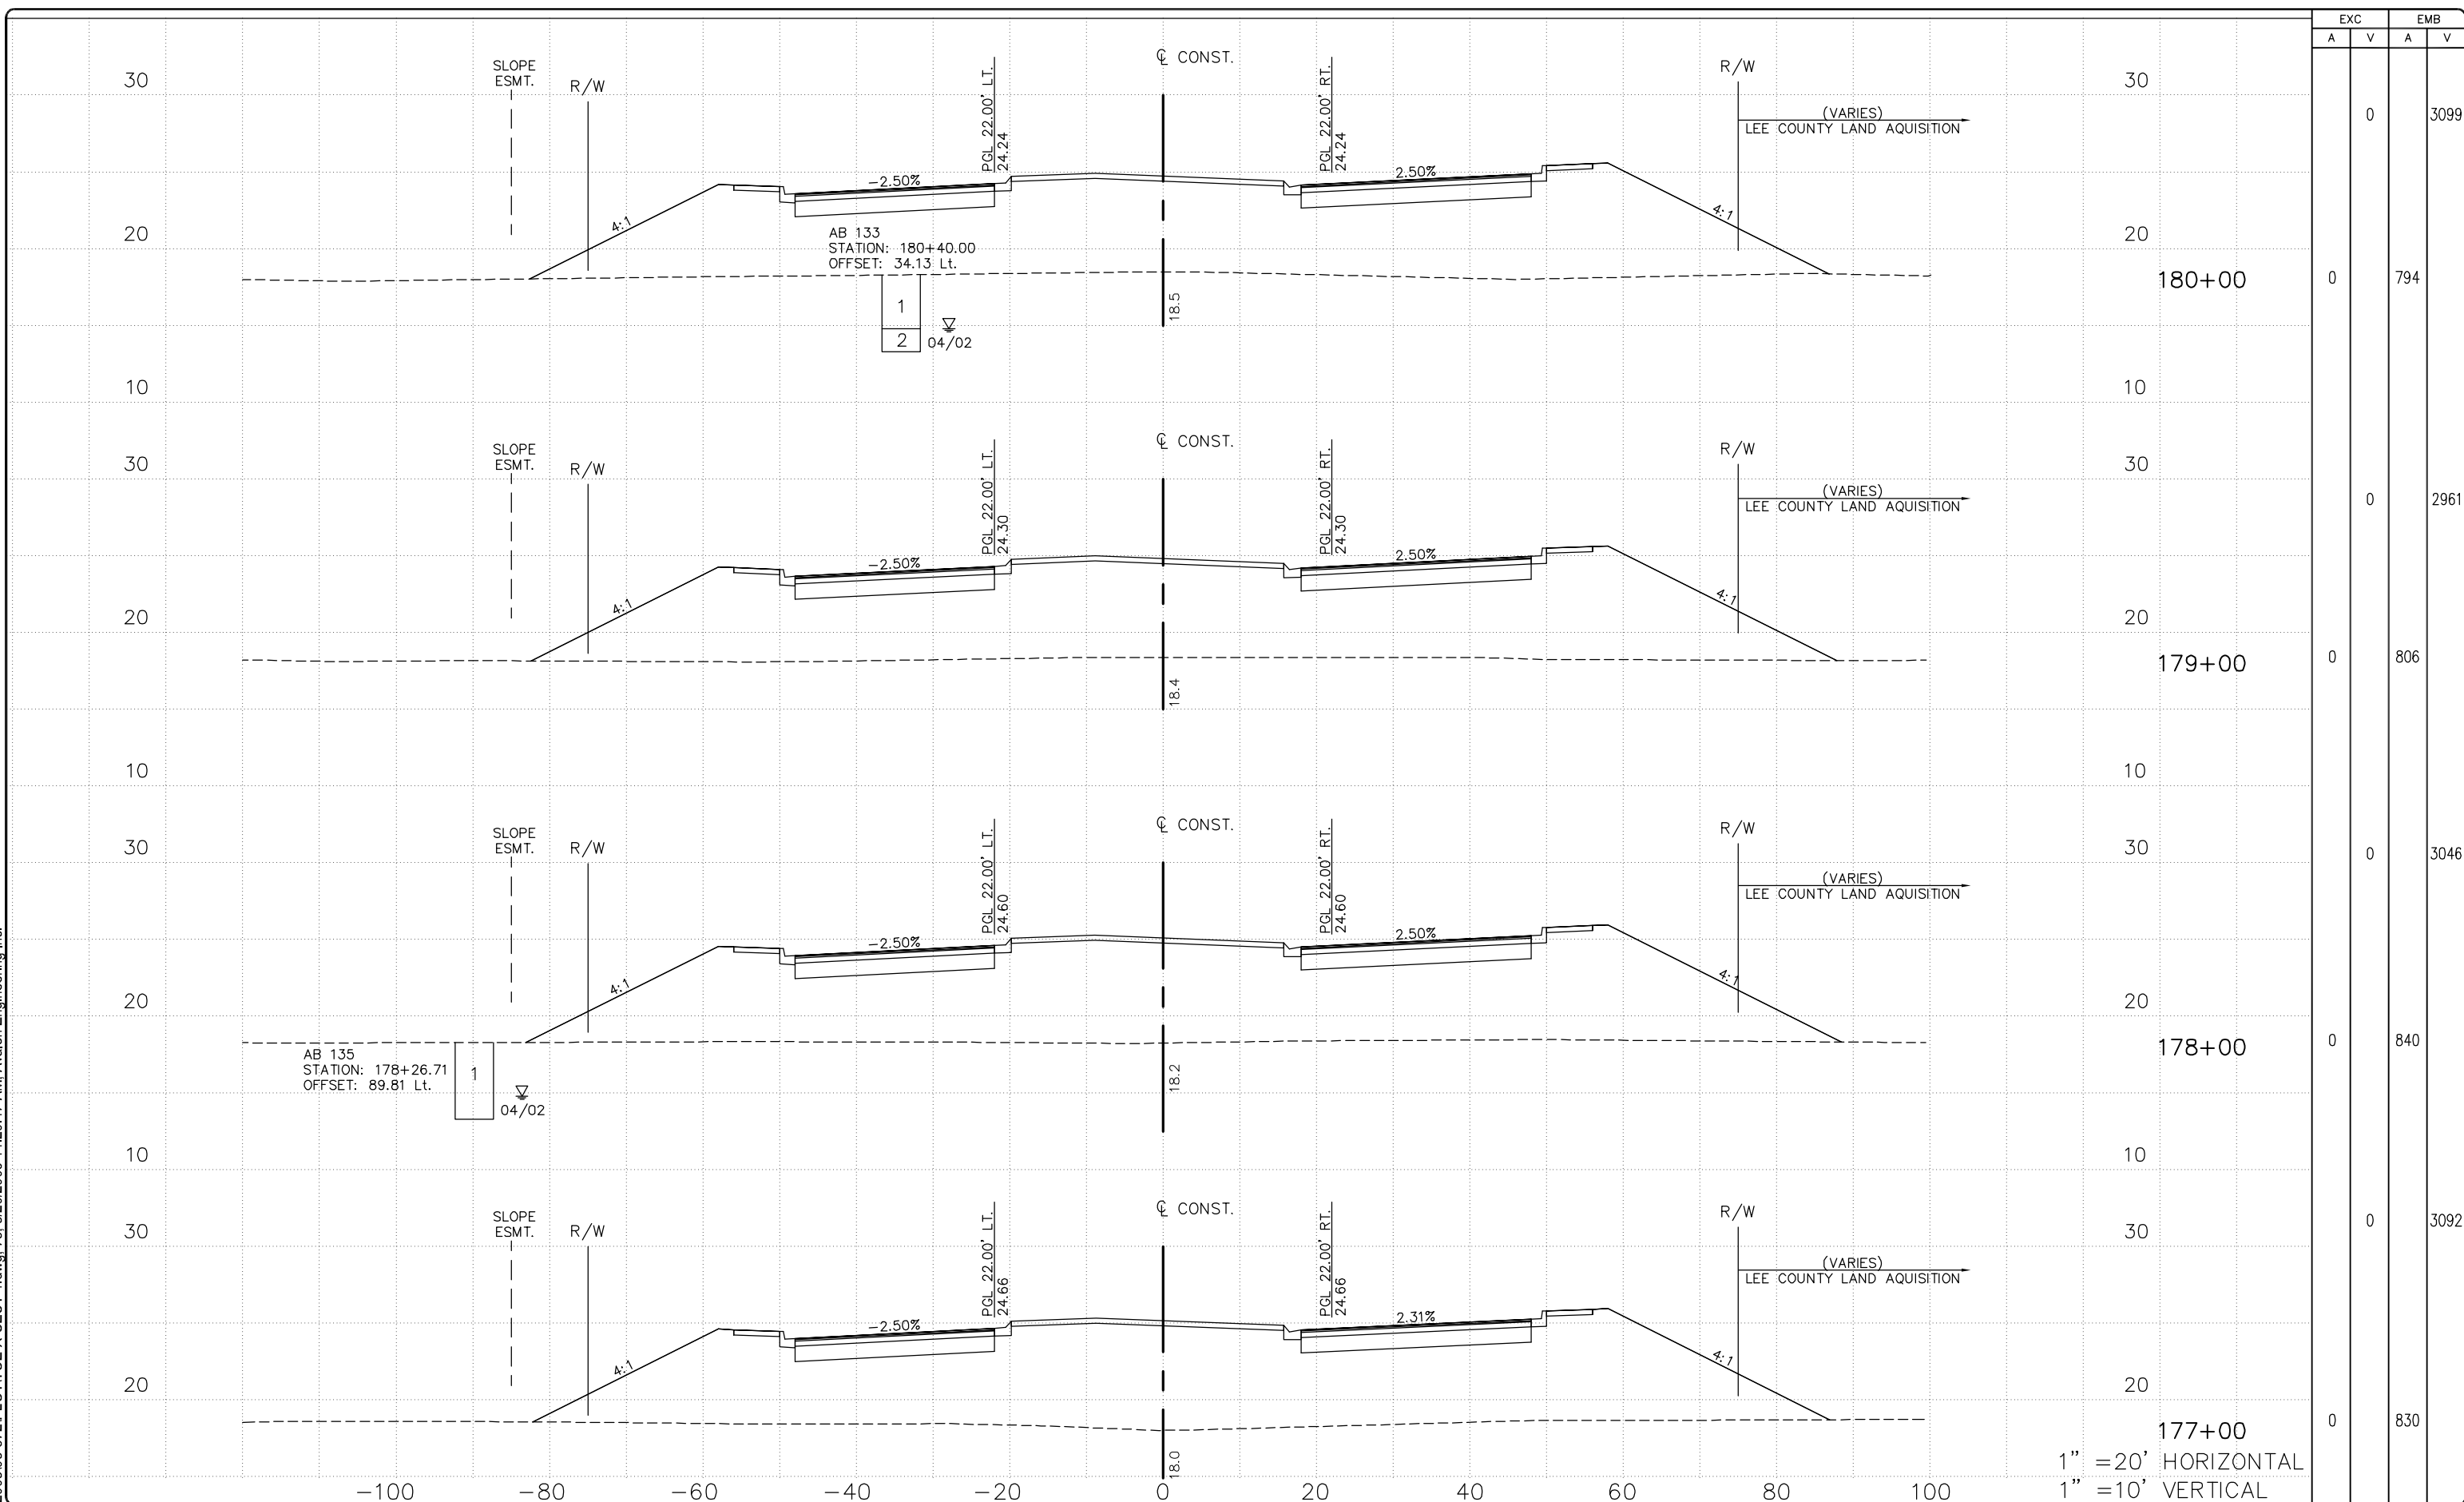 EXC EMB
A V A V
SLOPE
ESMT.
R/W
PGL 22.00' LT.
24.24
℄ CONST.
PGL 22.00' RT.
24.24
R/W
(VARIES)
LEE COUNTY LAND AQUISITION
30 30
0 3099
-2.50% 2.50%
4:1 4:1
20 20
AB 133
STATION: 180+40.00
OFFSET: 34.13 Lt.
180+00
0 794
1
2
04/02
18.5
10 10
SLOPE
ESMT.
R/W
PGL 22.00' LT.
24.30
℄ CONST.
PGL 22.00' RT.
24.30
R/W
(VARIES)
LEE COUNTY LAND AQUISITION
30 30
0 2961
-2.50% 2.50%
4:1 4:1
20 20
179+00
0 806
18.4
10 10
SLOPE
ESMT.
R/W
PGL 22.00' LT.
24.60
℄ CONST.
PGL 22.00' RT.
24.60
R/W
(VARIES)
LEE COUNTY LAND AQUISITION
30 30
0 3046
-2.50% 2.50%
4:1 4:1
20 20
178+00
0 840
AB 135
STATION: 178+26.71
OFFSET: 89.81 Lt.
1
04/02
18.2
10 10
SLOPE
ESMT.
R/W
PGL 22.00' LT.
24.66
℄ CONST.
PGL 22.00' RT.
24.66
R/W
(VARIES)
LEE COUNTY LAND AQUISITION
30 30
0 3092
-2.50% 2.31%
4:1 4:1
20 20
177+00
0 830
18.0
1" =20' HORIZONTAL
1" =10' VERTICAL
-100 -80 -60 -40 -20 0 20 40 60 80 100